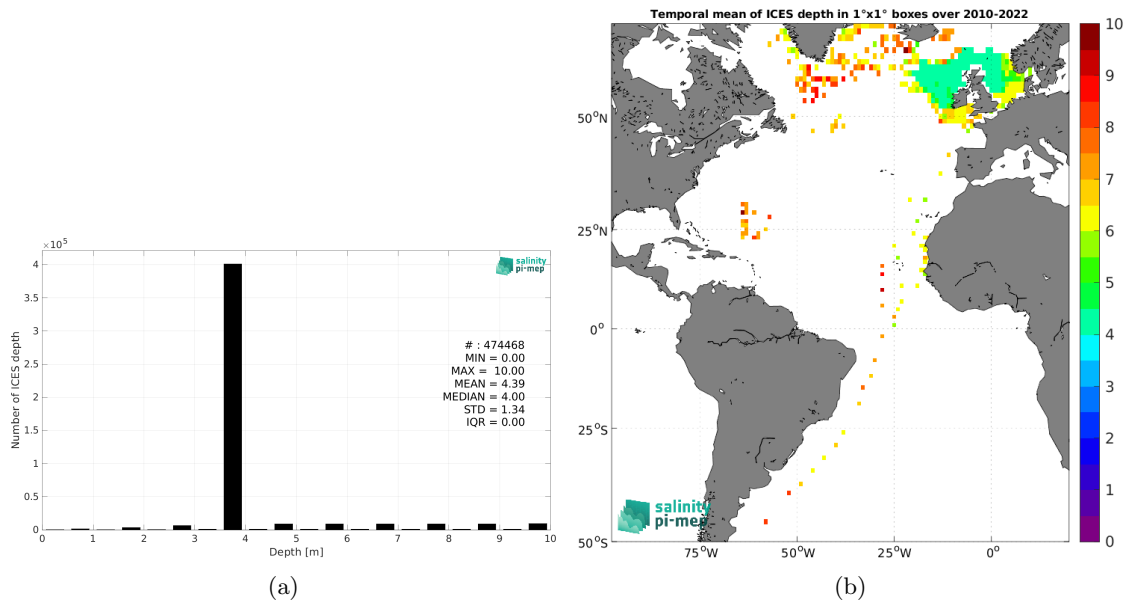 ×10⁵
4
3.5
3
2.5
2
1.5
1
0.5
0
Number of ICES depth
salinity
pi-mep
# : 474468
MIN = 0.00
MAX = 10.00
MEAN = 4.39
MEDIAN = 4.00
STD = 1.34
IQR = 0.00
0 1 2 3 4 5 6 7 8 9 10
Depth [m]
(a)
Temporal mean of ICES depth in 1°x1° boxes over 2010-2022
50°N
25°N
0°
25°S
50°S
75°W 50°W 25°W 0°
salinity
pi-mep
10
9
8
7
6
5
4
3
2
1
0
(b)